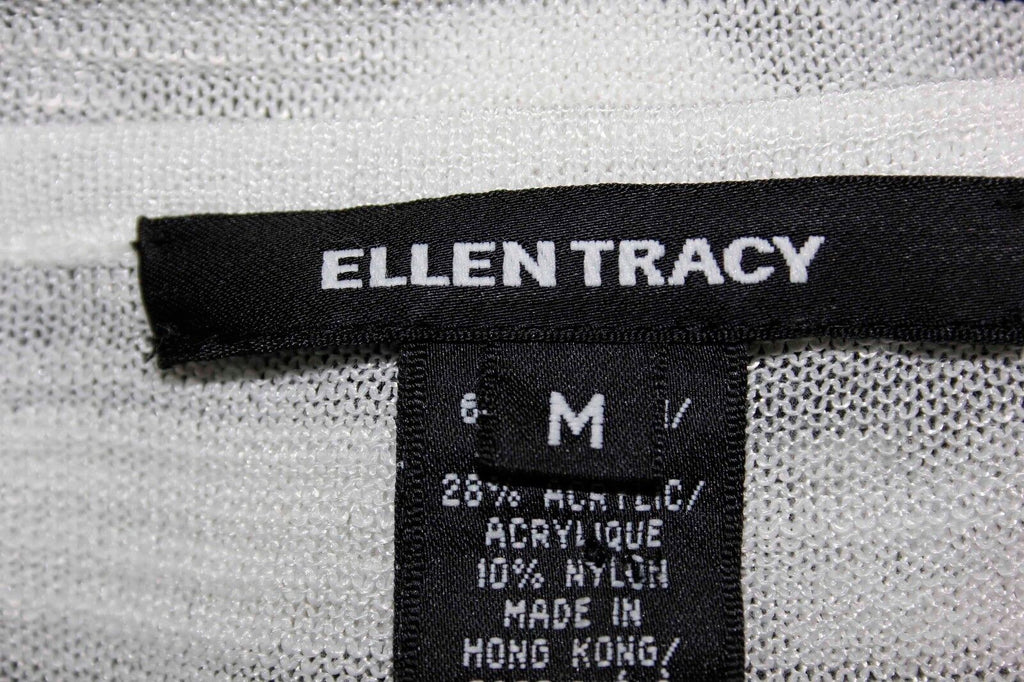 ELLEN TRACY
M
28% ACRYLIC/
ACRYLIQUE
10% NYLON
MADE IN
HONG KONG/